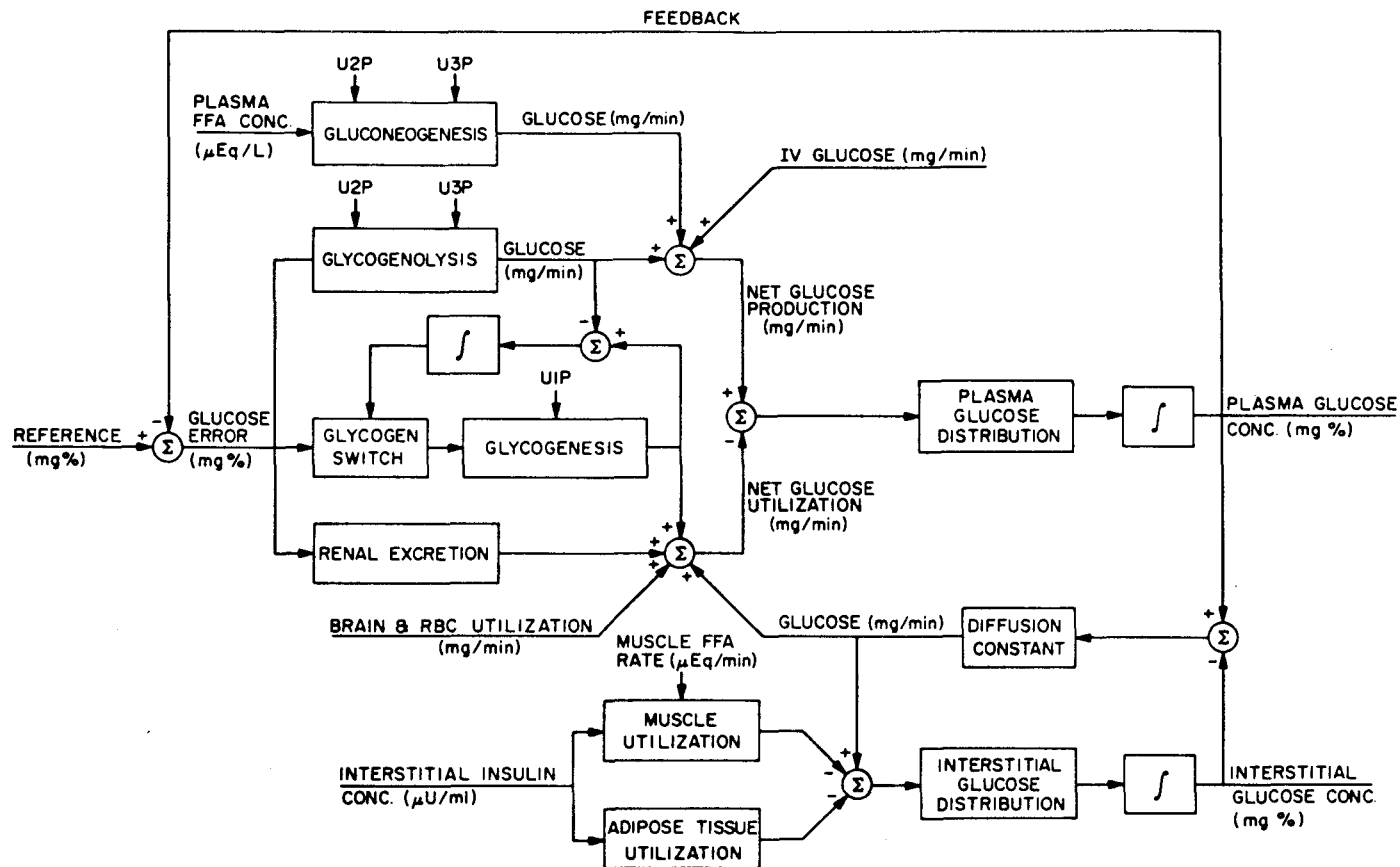 FEEDBACK
U2P
U3P
PLASMA
FFA CONC.
(μEq/L)
GLUCONEOGENESIS
GLUCOSE (mg/min)
IV GLUCOSE (mg/min)
U2P
U3P
GLYCOGENOLYSIS
GLUCOSE
(mg/min)
+
+
+
Σ
NET GLUCOSE
PRODUCTION
(mg/min)
∫
-
Σ
+
UIP
REFERENCE
(mg%)
+
-
Σ
GLUCOSE
ERROR
(mg%)
GLYCOGEN
SWITCH
GLYCOGENESIS
+
-
Σ
PLASMA
GLUCOSE
DISTRIBUTION
∫
PLASMA GLUCOSE
CONC. (mg %)
NET GLUCOSE
UTILIZATION
(mg/min)
RENAL EXCRETION
+
+
+
+
Σ
BRAIN & RBC UTILIZATION
(mg/min)
GLUCOSE (mg/min)
DIFFUSION
CONSTANT
+
-
Σ
MUSCLE FFA
RATE (μEq/min)
MUSCLE
UTILIZATION
INTERSTITIAL INSULIN
CONC. (μU/ml)
ADIPOSE TISSUE
UTILIZATION
+
-
-
Σ
INTERSTITIAL
GLUCOSE
DISTRIBUTION
∫
INTERSTITIAL
GLUCOSE CONC.
(mg %)